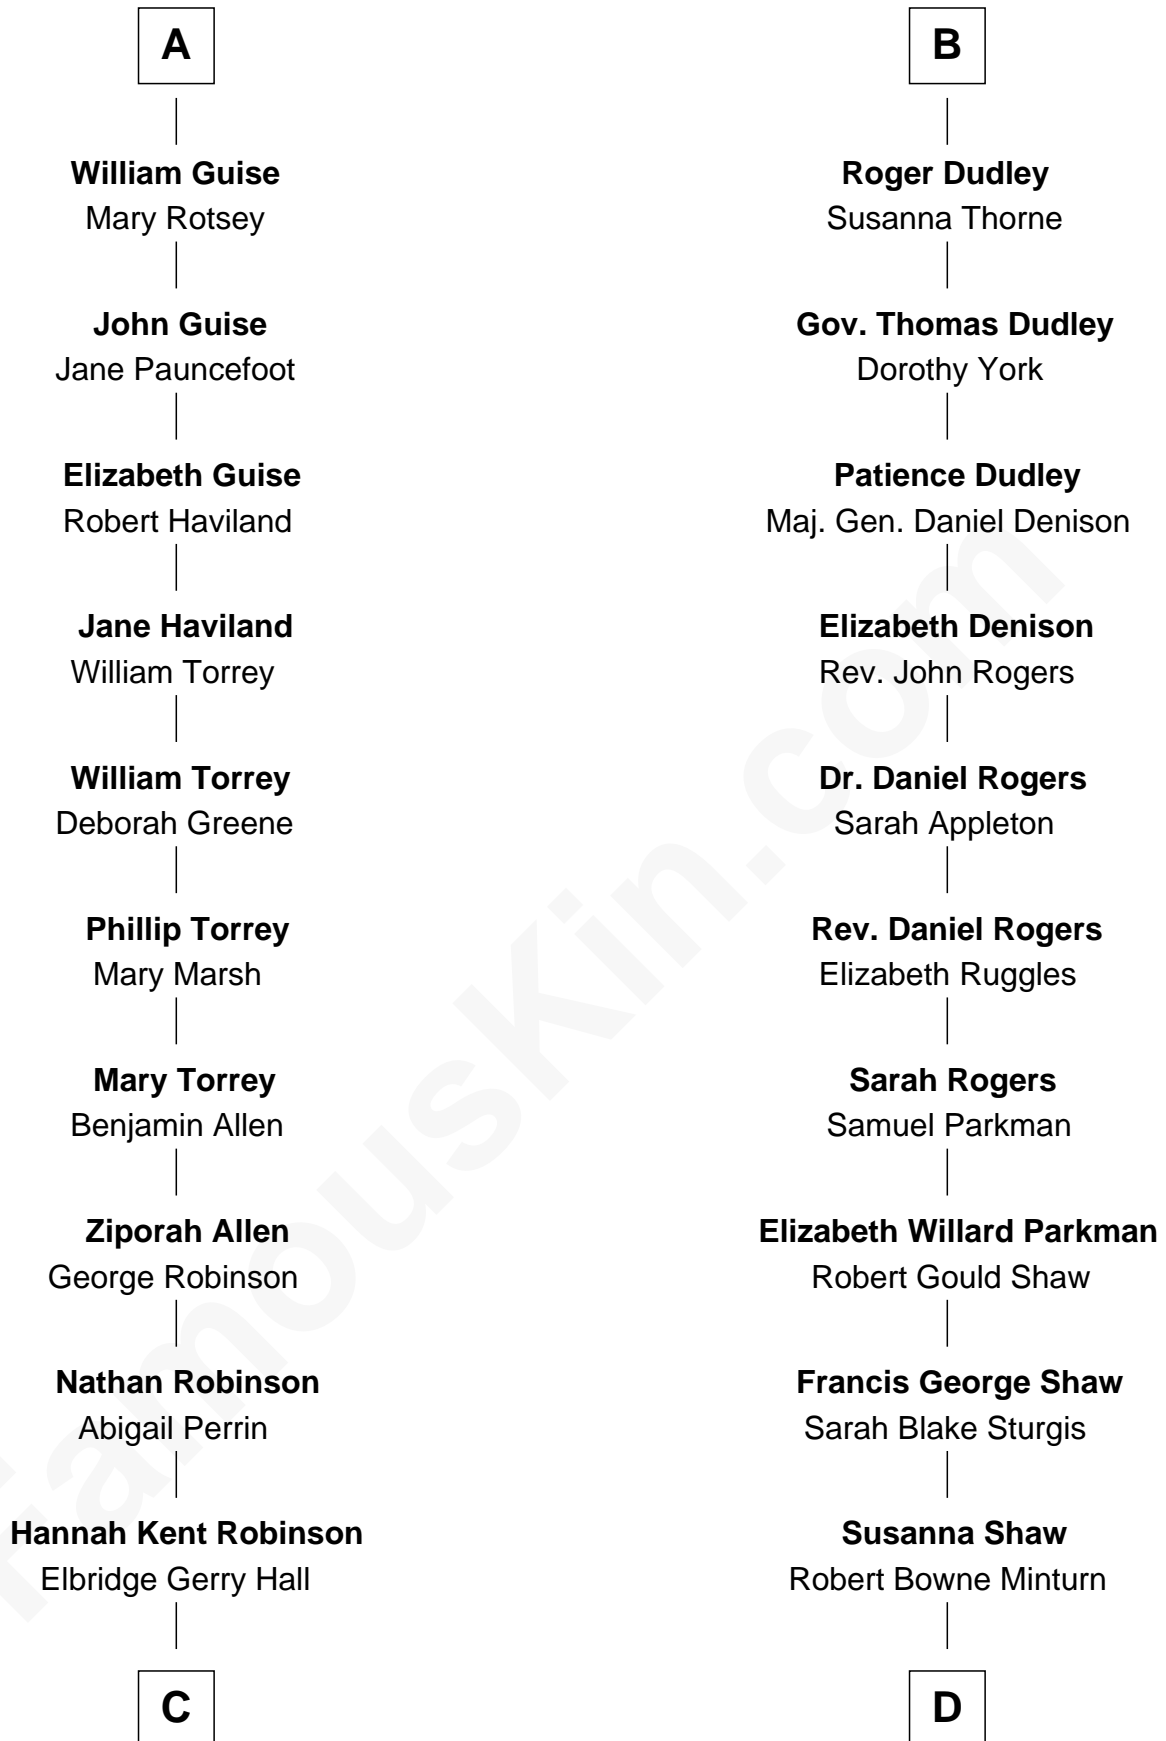 A
William Guise
Mary Rotsey
John Guise
Jane Pauncefoot
Elizabeth Guise
Robert Haviland
Jane Haviland
William Torrey
William Torrey
Deborah Greene
Phillip Torrey
Mary Marsh
Mary Torrey
Benjamin Allen
Ziporah Allen
George Robinson
Nathan Robinson
Abigail Perrin
Hannah Kent Robinson
Elbridge Gerry Hall
C
B
Roger Dudley
Susanna Thorne
Gov. Thomas Dudley
Dorothy York
Patience Dudley
Maj. Gen. Daniel Denison
Elizabeth Denison
Rev. John Rogers
Dr. Daniel Rogers
Sarah Appleton
Rev. Daniel Rogers
Elizabeth Ruggles
Sarah Rogers
Samuel Parkman
Elizabeth Willard Parkman
Robert Gould Shaw
Francis George Shaw
Sarah Blake Sturgis
Susanna Shaw
Robert Bowne Minturn
D
famouskin.com